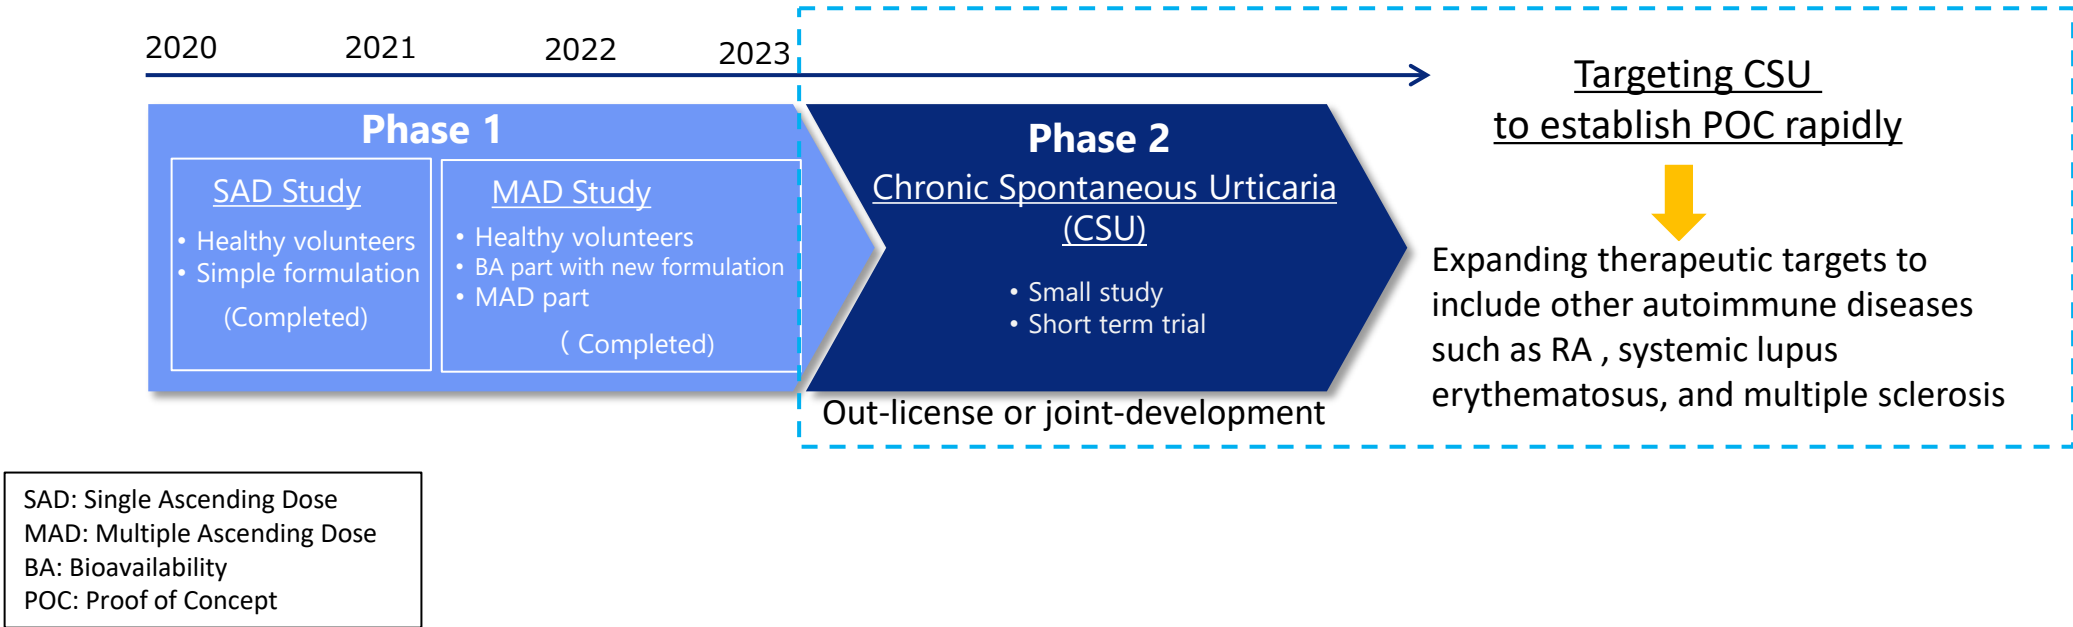 2020 2021 2022 2023
Phase 1
SAD Study
• Healthy volunteers
• Simple formulation
(Completed)
MAD Study
• Healthy volunteers
• BA part with new formulation
• MAD part
( Completed)
Phase 2
Chronic Spontaneous Urticaria
(CSU)
• Small study
• Short term trial
Out-license or joint-development
Targeting CSU
to establish POC rapidly
Expanding therapeutic targets to
include other autoimmune diseases
such as RA , systemic lupus
erythematosus, and multiple sclerosis
SAD: Single Ascending Dose
MAD: Multiple Ascending Dose
BA: Bioavailability
POC: Proof of Concept